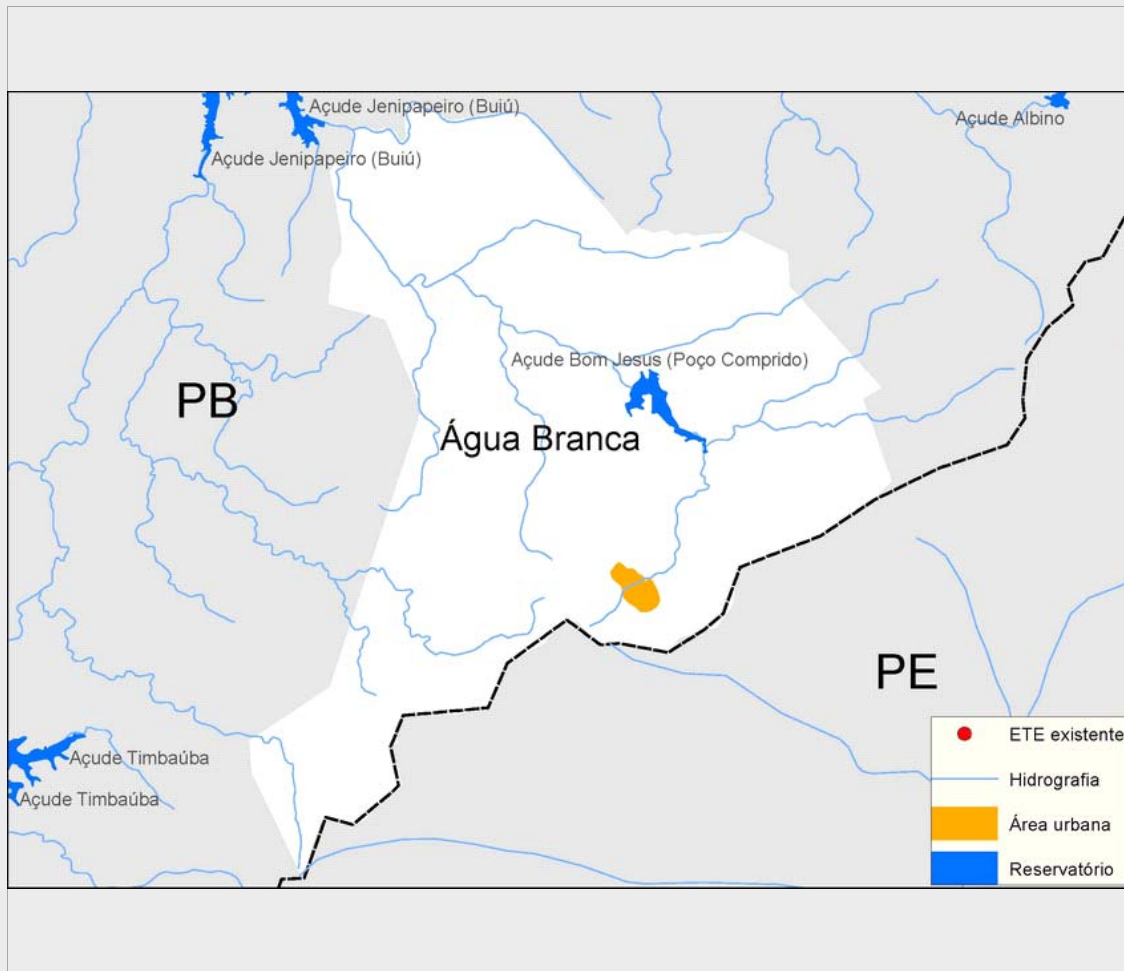 Açude Jenipapeiro (Buiú)
Açude Albino
Açude Jenipapeiro (Buiú)
Açude Bom Jesus (Poço Comprido)
PB
Água Branca
PE
ETE existente
Açude Timbaúba
Hidrografia
Açude Timbaúba
Área urbana
Reservatório